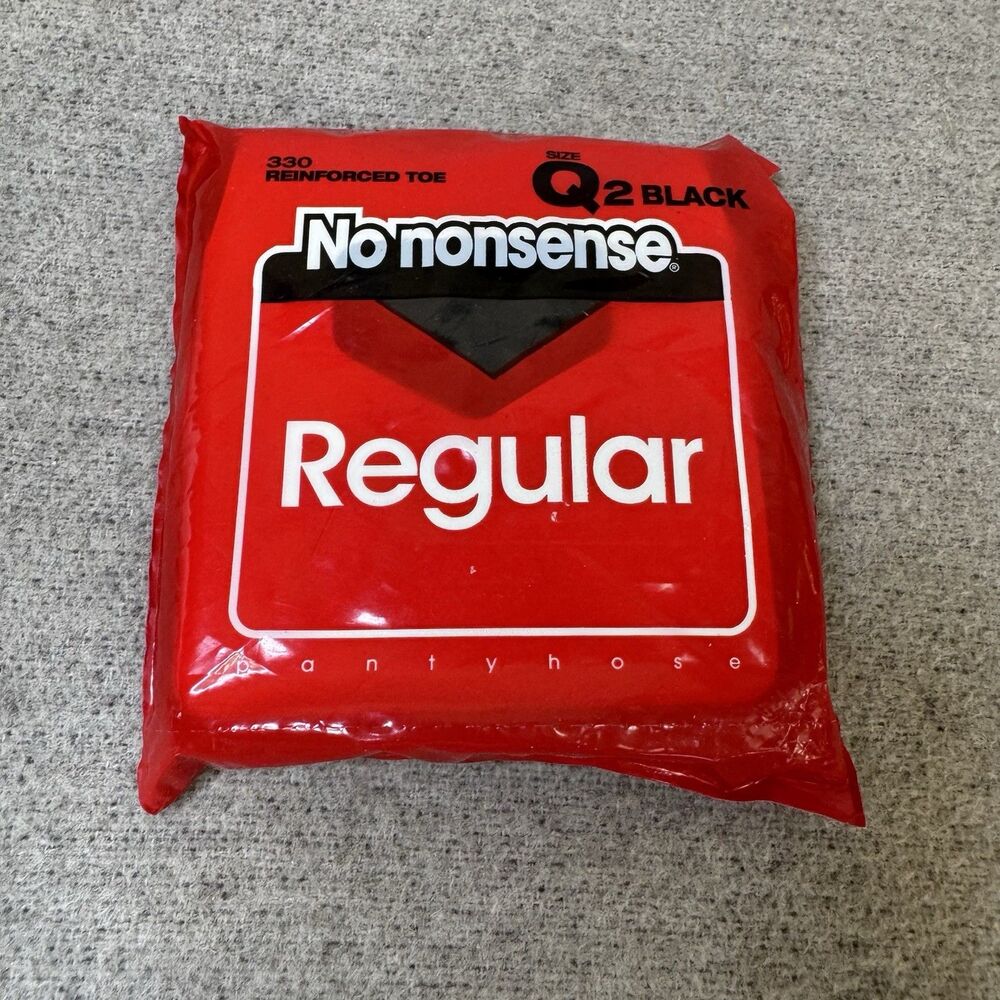 330
REINFORCED TOE
SIZE
Q2 BLACK
No nonsense®
Regular
pantyhose